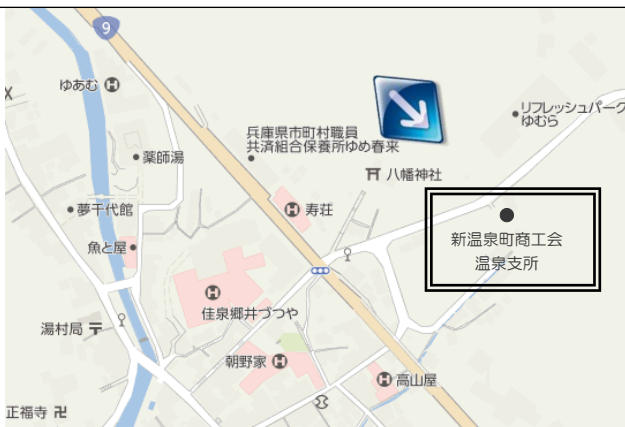 9
ゆあむ
X
リフレッシュパーク
ゆむら
兵庫県市町村職員
共済組合保養所ゆめ春来
薬師湯
八幡神社
夢千代館
寿荘
新温泉町商工会
温泉支所
魚と屋
佳泉郷井づつや
湯村局
朝野家
高山屋
正福寺